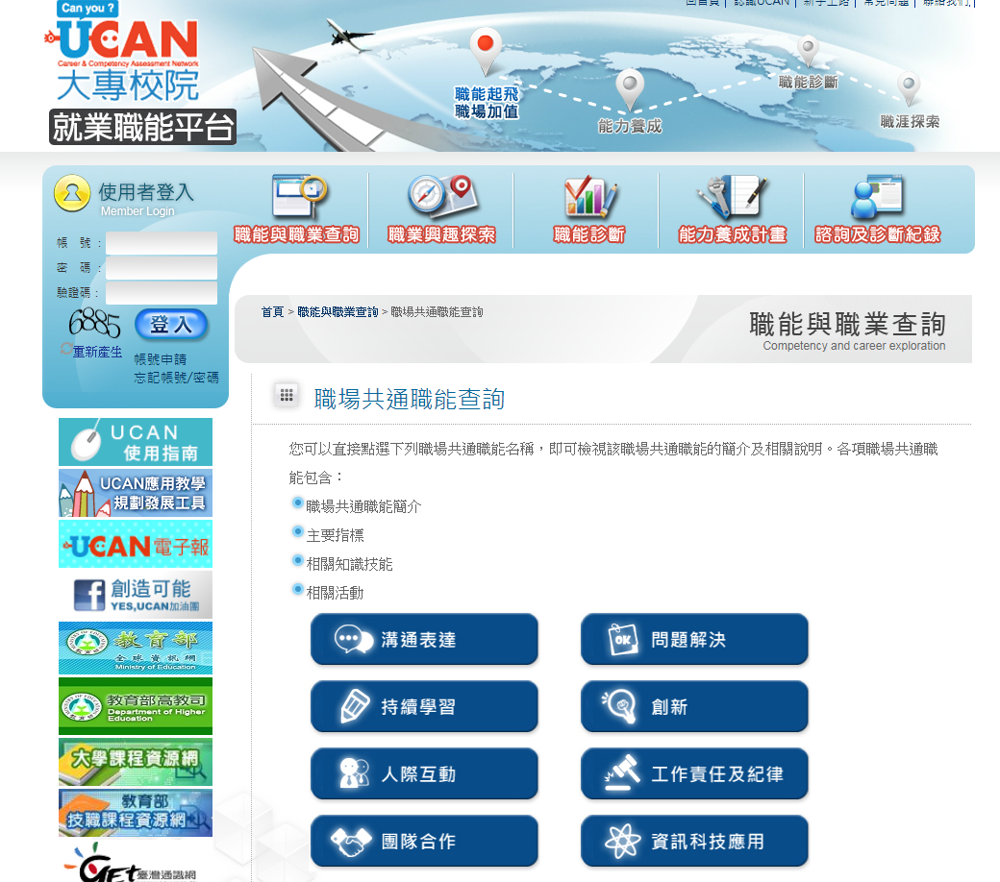 回首頁 | 認識UCAN | 新手上路 | 常見問題 | 聯絡我們 |
Can you ?
UCAN
Career & Competency Assessment Network
大專校院
就業職能平台
職能起飛
職場加值
能力養成
職能診斷
職涯探索
使用者登入
Member Login
帳 號：
密 碼：
驗證碼：
6885
重新產生
登入
帳號申請
忘記帳號/密碼
職能與職業查詢
職業興趣探索
職能診斷
能力養成計畫
諮詢及診斷紀錄
首頁 > 職能與職業查詢 > 職場共通職能查詢
職能與職業查詢
Competency and career exploration
UCAN
使用指南
UCAN應用教學
規劃發展工具
UCAN電子報
創造可能
YES,UCAN加油團
教育部
全球資訊網
Ministry of Education
教育部高教司
Department of Higher
Education
大學課程資源網
教育部
技職課程資源網
GET臺灣通識網
職場共通職能查詢
您可以直接點選下列職場共通職能名稱，即可檢視該職場共通職能的簡介及相關說明。各項職場共通職
能包含：
職場共通職能簡介
主要指標
相關知識技能
相關活動
溝通表達
OK 問題解決
持續學習
創新
人際互動
工作責任及紀律
團隊合作
資訊科技應用